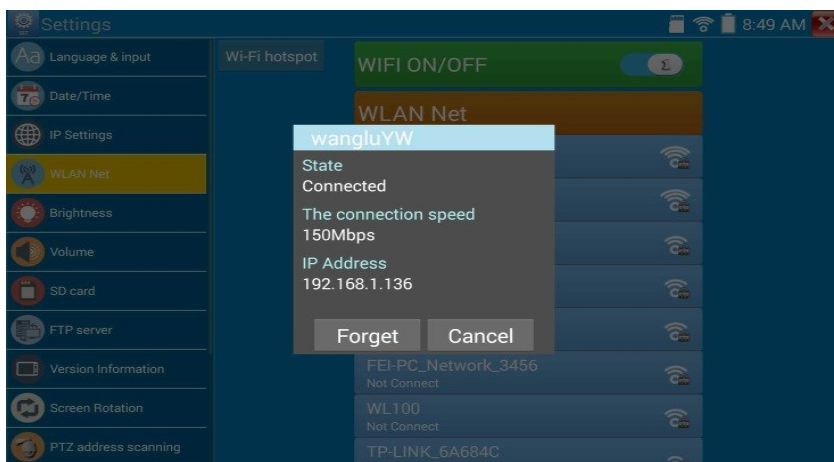 Settings
8:49 AM
Language & input
Date/Time
IP Settings
WLAN Net
Brightness
Volume
SD card
FTP server
Version Information
Screen Rotation
PTZ address scanning
Wi-Fi hotspot
WIFI ON/OFF
WLAN Net
wangluYW
State
Connected
The connection speed
150Mbps
IP Address
192.168.1.136
Forget
Cancel
FEI-PC_Network_3456
Not Connect
WL100
Not Connect
TP-LINK_6A684C